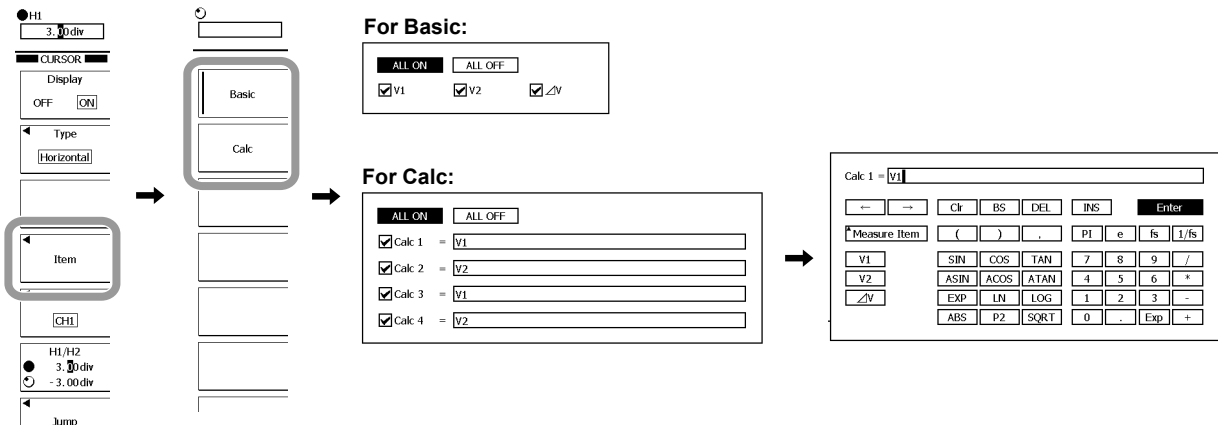 H1
3.00div
CURSOR
Display
OFF ON
Type
Horizontal
Item
CH1
H1/H2
3.00div
-3.00div
Jump
Basic
Calc
For Basic:
ALL ON ALL OFF
V1 V2 ⊿V
For Calc:
ALL ON ALL OFF
Calc 1 = V1
Calc 2 = V2
Calc 3 = V1
Calc 4 = V2
Calc 1 = V1
← → Clr BS DEL INS Enter
Measure Item ( ) , PI e fs 1/fs
V1 SIN COS TAN 7 8 9 /
V2 ASIN ACOS ATAN 4 5 6 *
⊿V EXP LN LOG 1 2 3 -
ABS P2 SQRT 0 . Exp +